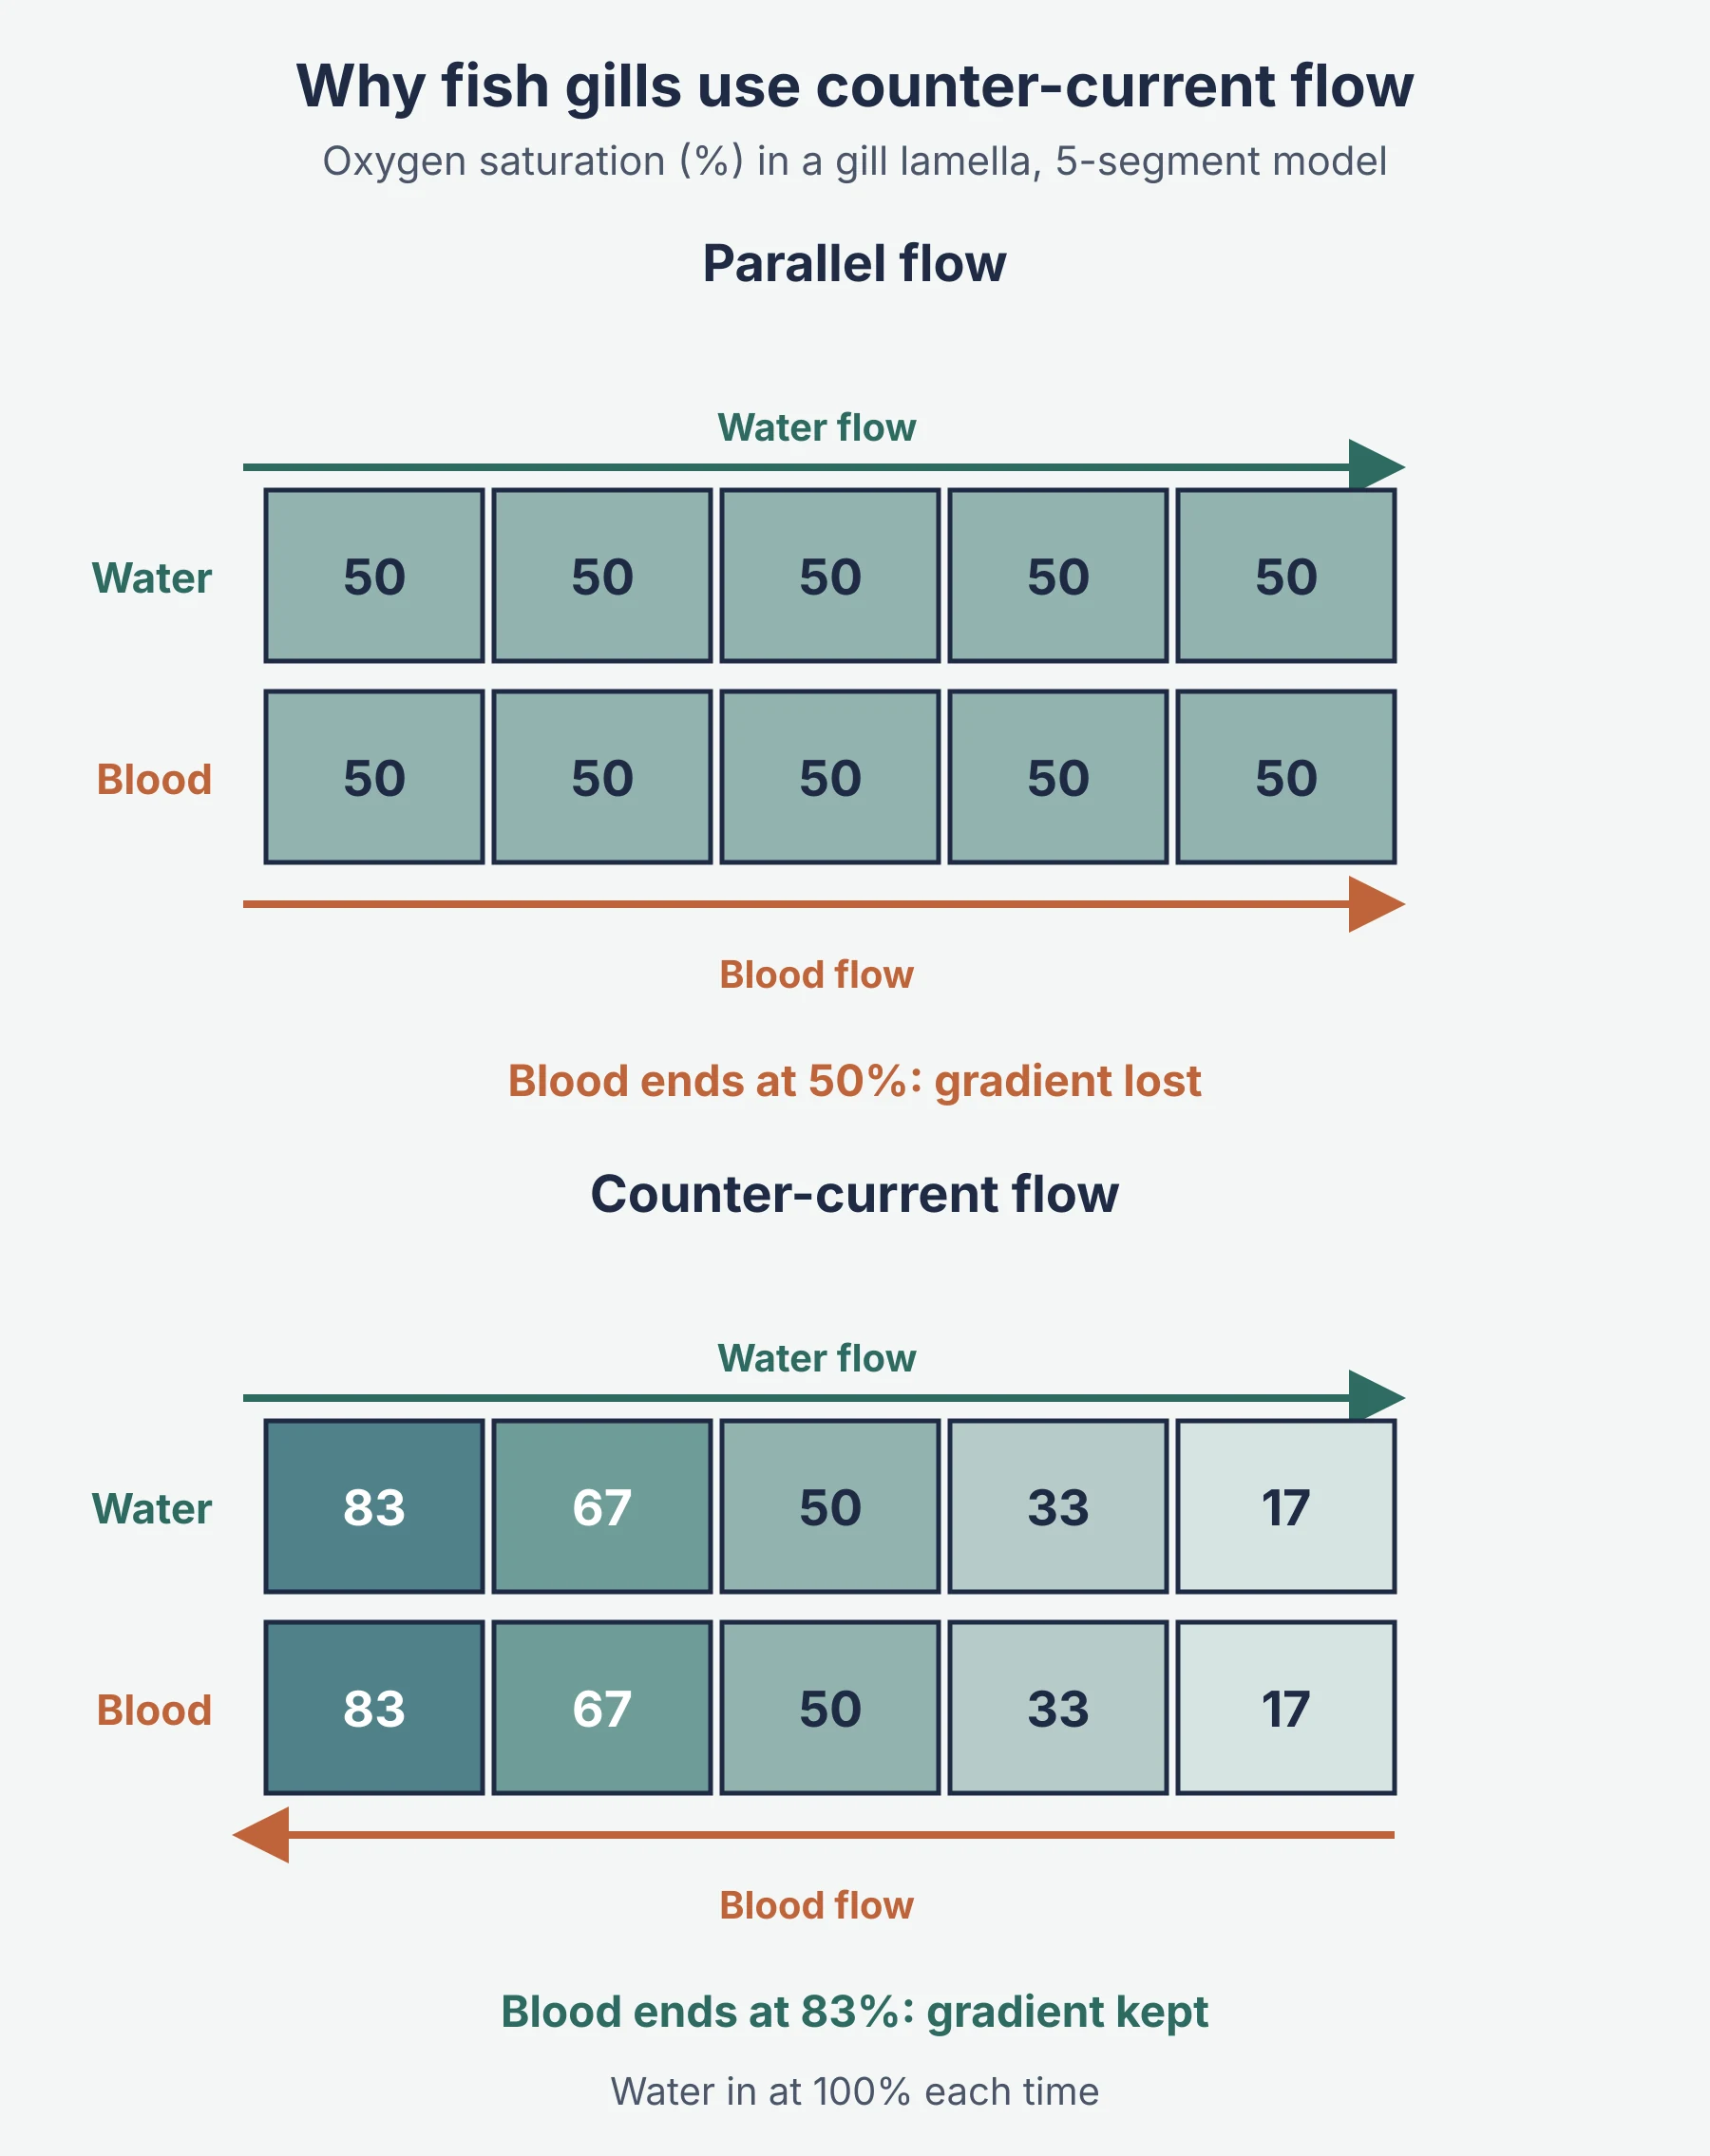 Why fish gills use counter-current flow
Oxygen saturation (%) in a gill lamella, 5-segment model
Parallel flow
Water flow
Water 50 50 50 50 50
Blood 50 50 50 50 50
Blood flow
Blood ends at 50%: gradient lost
Counter-current flow
Water flow
Water 83 67 50 33 17
Blood 83 67 50 33 17
Blood flow
Blood ends at 83%: gradient kept
Water in at 100% each time